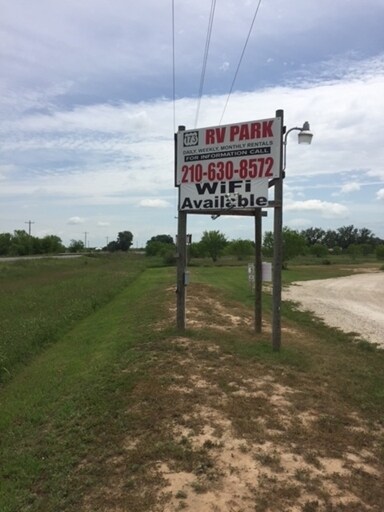 173 RV PARK
DAILY, WEEKLY, MONTHLY RENTALS
FOR INFORMATION CALL
210-630-8572
WiFi
Available